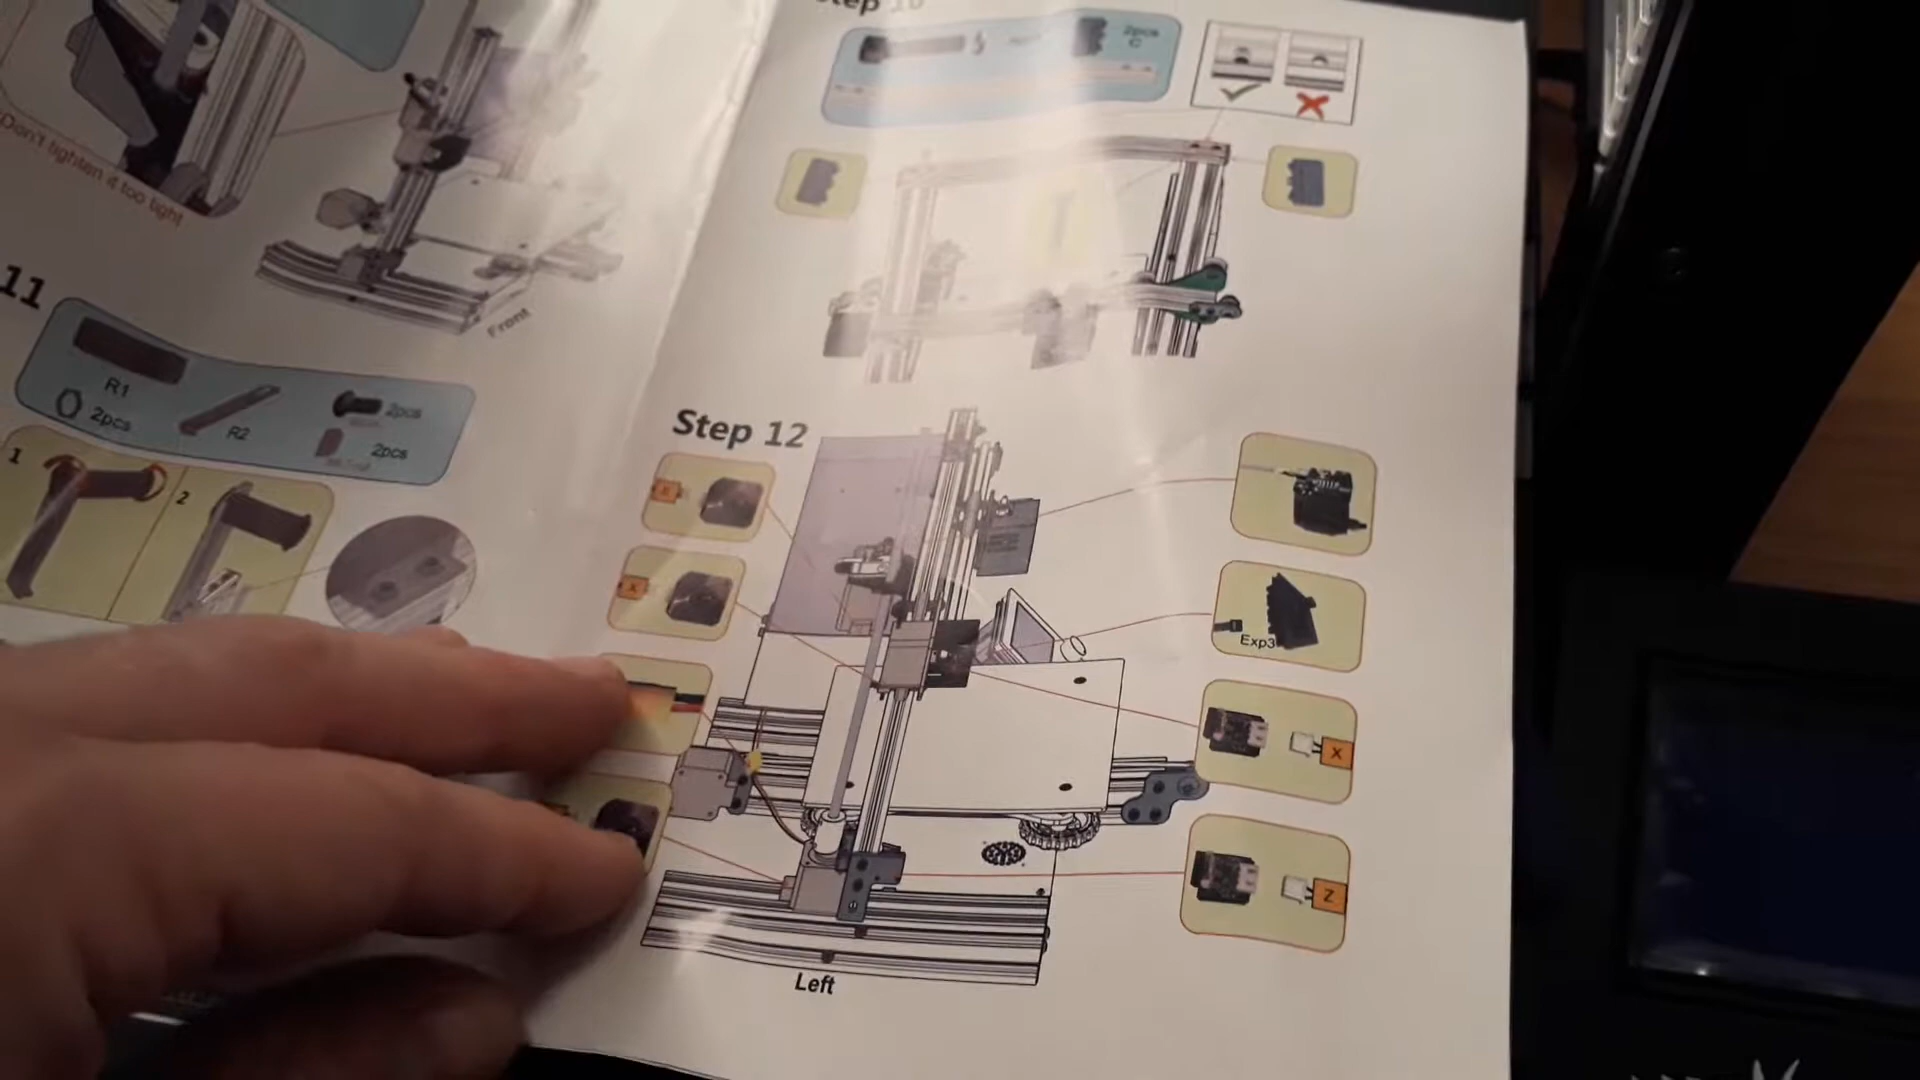 Step 10
2pcs
C
Don't tighten it too tight
Front
11
R1
2pcs
R2
2pcs
2pcs
1
2
Step 12
E
X
Exp3
X
Z
Left